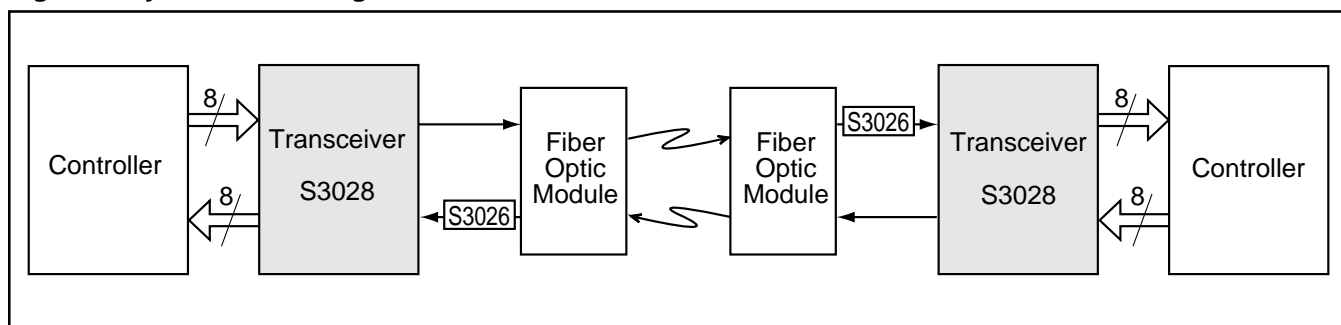 Controller
8
8
Transceiver
S3028
S3026
Fiber
Optic
Module
Fiber
Optic
Module
S3026
Transceiver
S3028
8
8
Controller